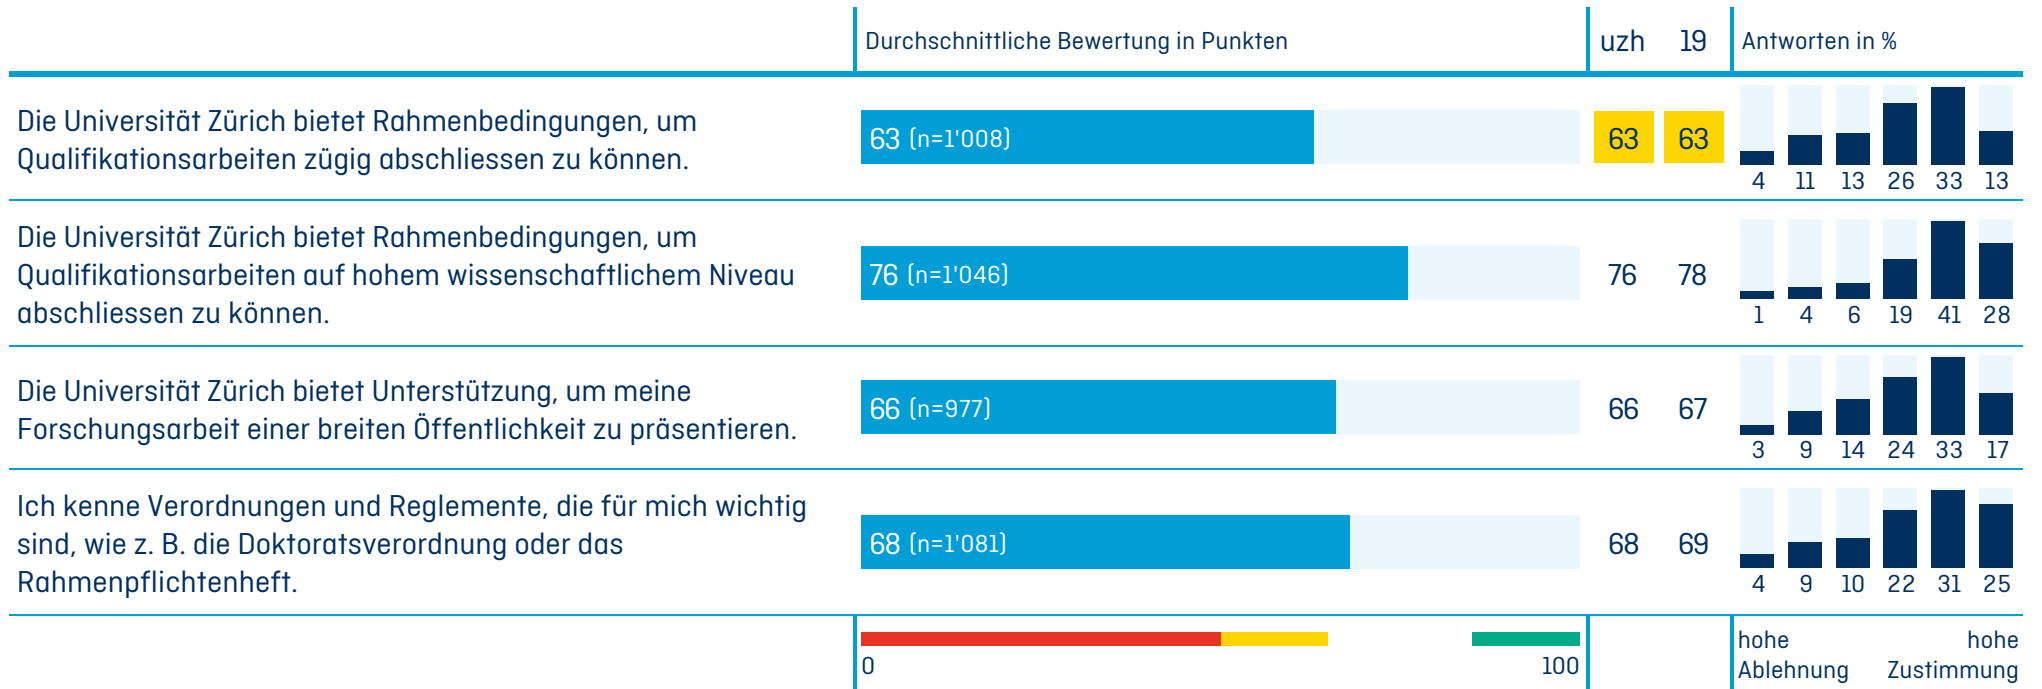 Durchschnittliche Bewertung in Punkten uzh 19 Antworten in %
Die Universität Zürich bietet Rahmenbedingungen, um
Qualifikationsarbeiten zügig abschliessen zu können.
63 (n=1'008) 63 63
4 11 13 26 33 13
Die Universität Zürich bietet Rahmenbedingungen, um
Qualifikationsarbeiten auf hohem wissenschaftlichem Niveau
abschliessen zu können.
76 (n=1'046) 76 78
1 4 6 19 41 28
Die Universität Zürich bietet Unterstützung, um meine
Forschungsarbeit einer breiten Öffentlichkeit zu präsentieren.
66 (n=977) 66 67
3 9 14 24 33 17
Ich kenne Verordnungen und Reglemente, die für mich wichtig
sind, wie z. B. die Doktoratsverordnung oder das
Rahmenpflichtenheft.
68 (n=1'081) 68 69
4 9 10 22 31 25
0 100
hohe hohe
Ablehnung Zustimmung